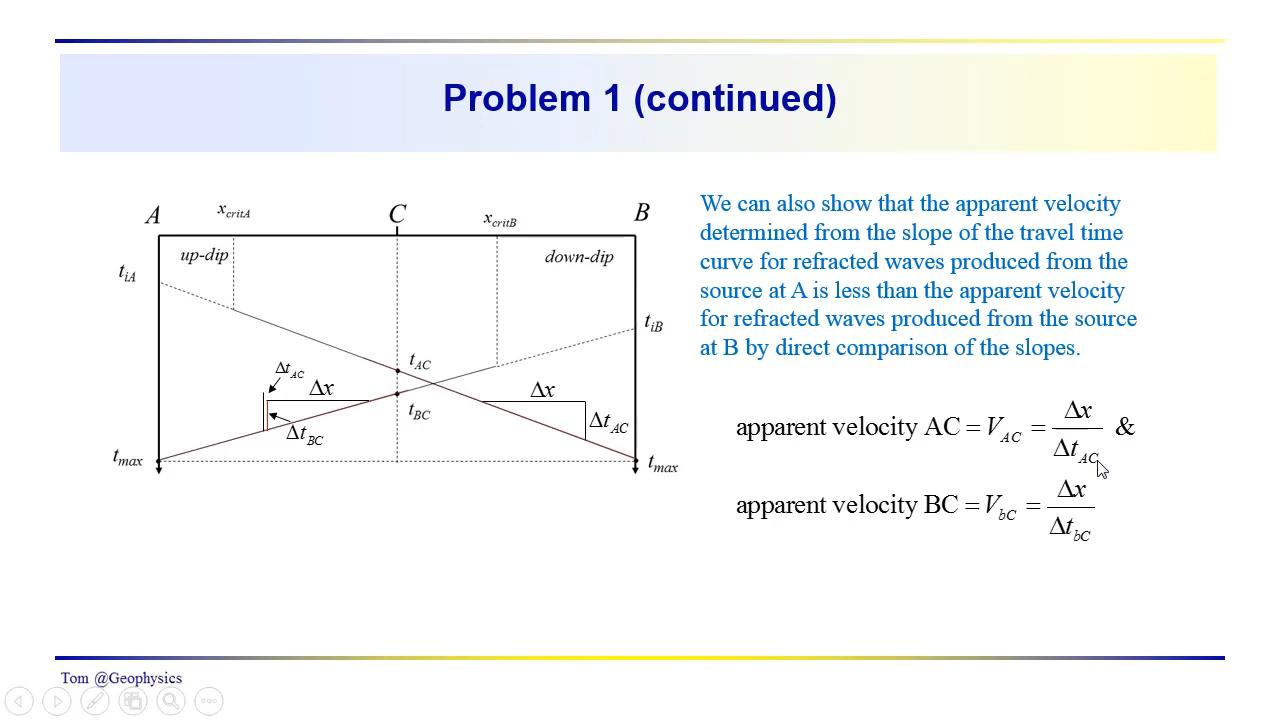 Problem 1 (continued)
A
x_critA
C
x_critB
B
up-dip
down-dip
t_iA
t_iB
t_AC
Δt_AC
Δx
Δx
t_BC
Δt_AC
Δt_BC
t_max
t_max
We can also show that the apparent velocity
determined from the slope of the travel time
curve for refracted waves produced from the
source at A is less than the apparent velocity
for refracted waves produced from the source
at B by direct comparison of the slopes.
apparent velocity AC = V_AC = Δx / Δt_AC &
apparent velocity BC = V_bC = Δx / Δt_bC
Tom @Geophysics